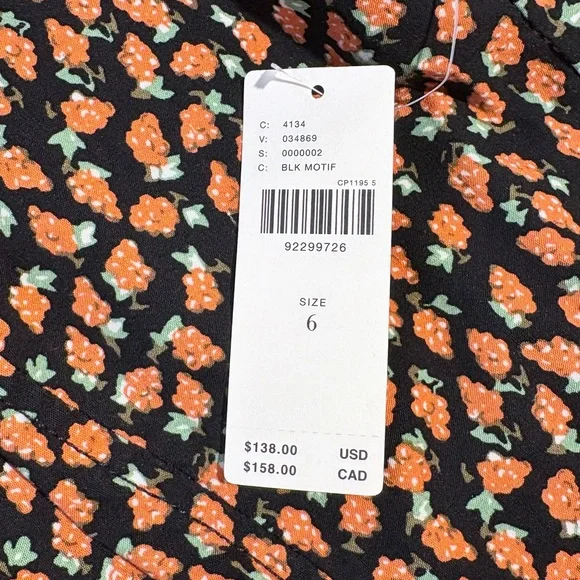 C: 4134
V: 034869
S: 0000002
C: BLK MOTIF
CP1195 5
92299726
SIZE
6
$138.00 USD
$158.00 CAD